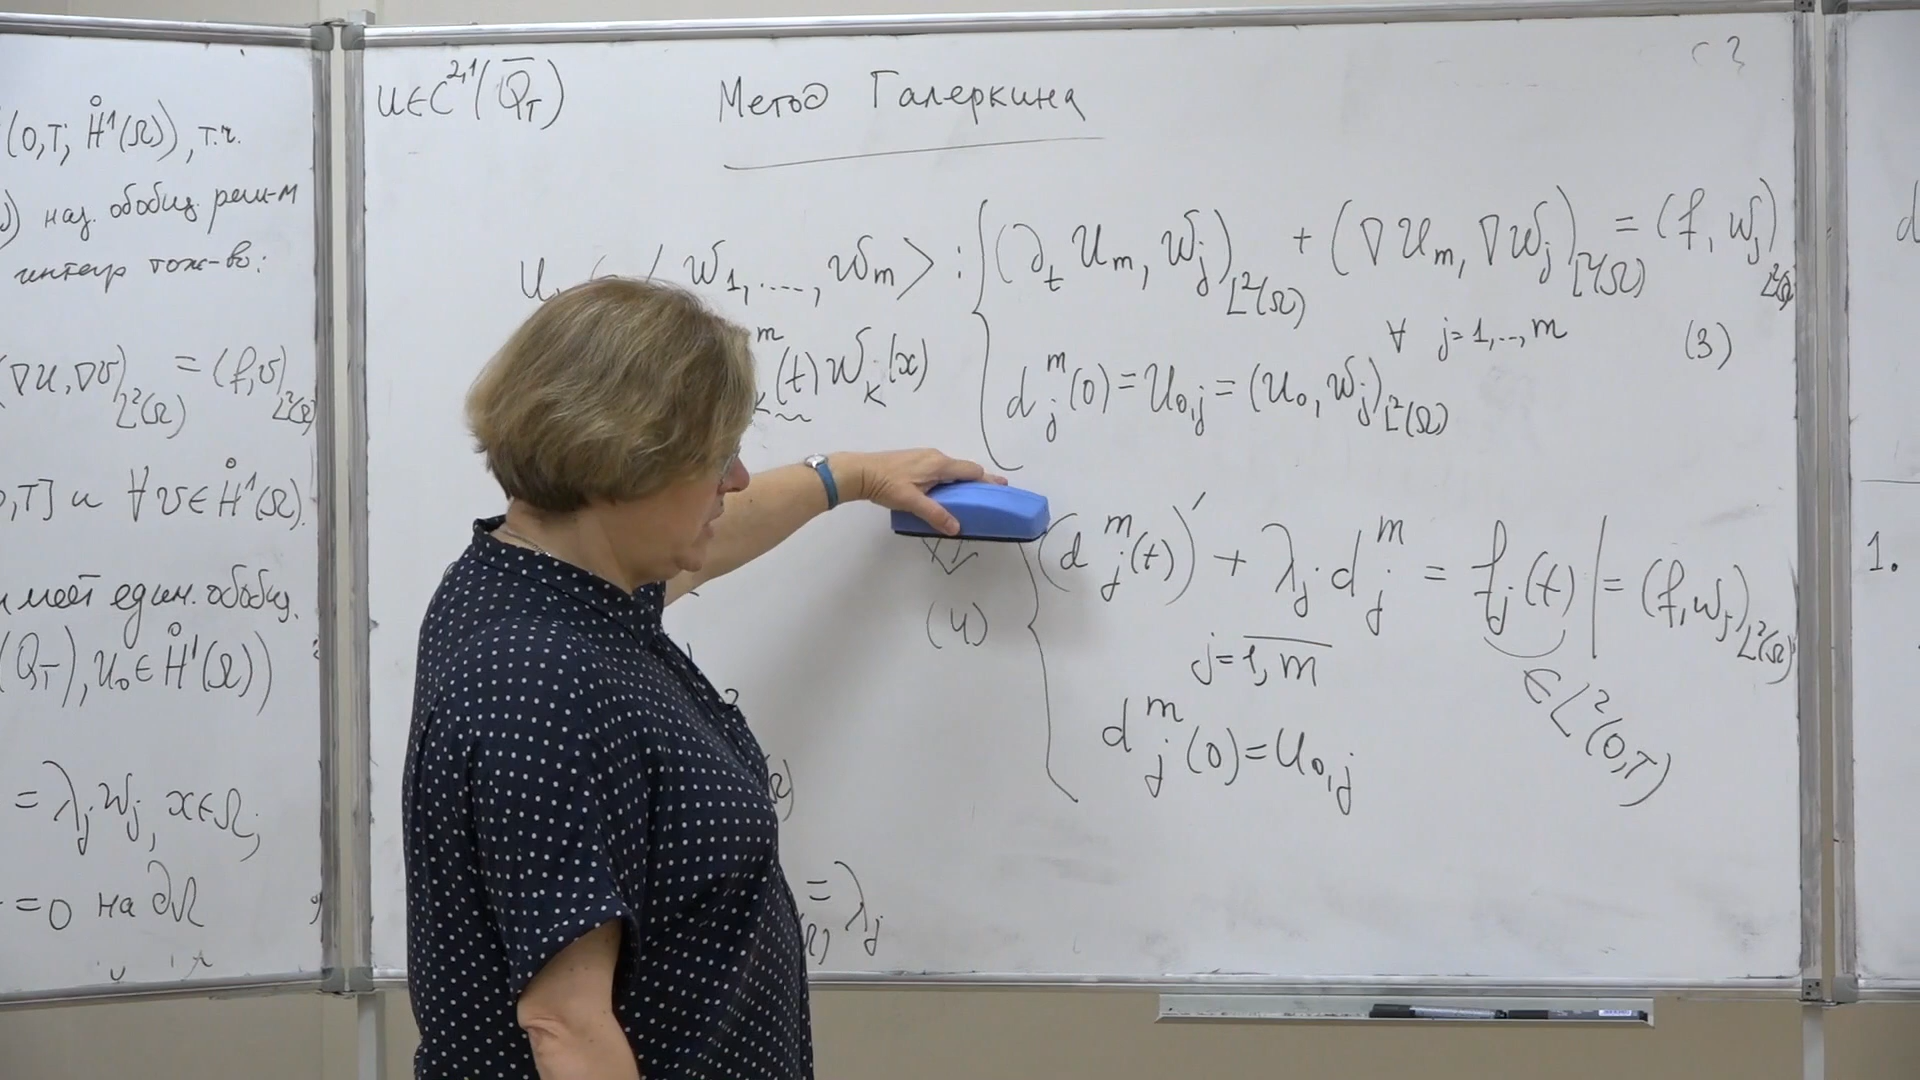 (0,T; H̊¹(Ω)), т.ч.
наз. обобщ. реш-м
интегр тож-во:
(∇u,∇v)_{L²(Ω)} = (f,v)_{L²(Ω)}
,T] и ∀ v ∈ H̊¹(Ω).
имеет един. обобщ.
(Q_T), u₀ ∈ H̊¹(Ω))
= λ_j w_j, x∈Ω;
=0 на ∂Ω
u∈C^{2,1}(Q̅_T)
Метод Галеркина
w₁,....,w_m> : { (∂_t u_m, w_j)_{L²(Ω)} + (∇u_m, ∇w_j)_{L²(Ω)} = (f, w_j)_{L²(Ω)}
∀ j=1,..,m
^m_k(t) w_k(x)
d_j^m(0) = u_{0,j} = (u₀, w_j)_{L²(Ω)}
(3)
(4)
{ (d_j^m(t))' + λ_j d_j^m = f_j(t) | = (f,w_j)_{L²(Ω)}
j=\overline{1,m}
∈ L²(0,T)
d_j^m(0) = u_{0,j}
= λ_j
1.